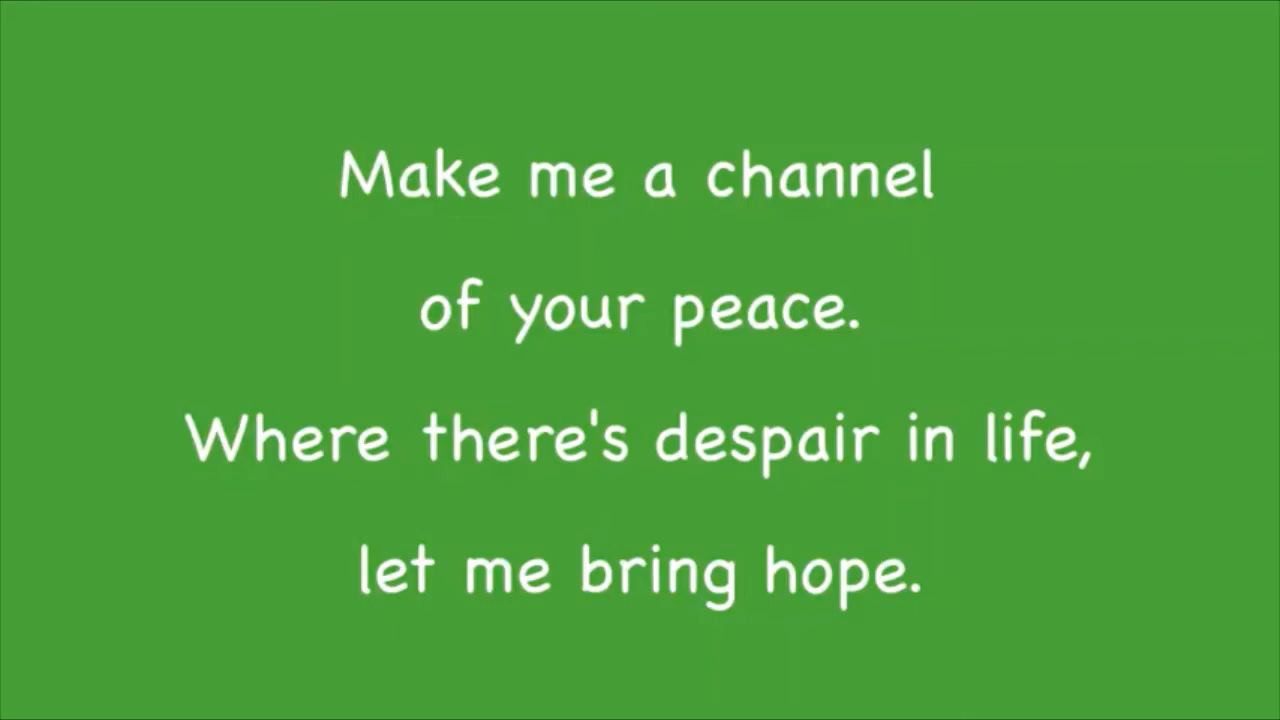 Make me a channel
of your peace.
Where there's despair in life,
let me bring hope.